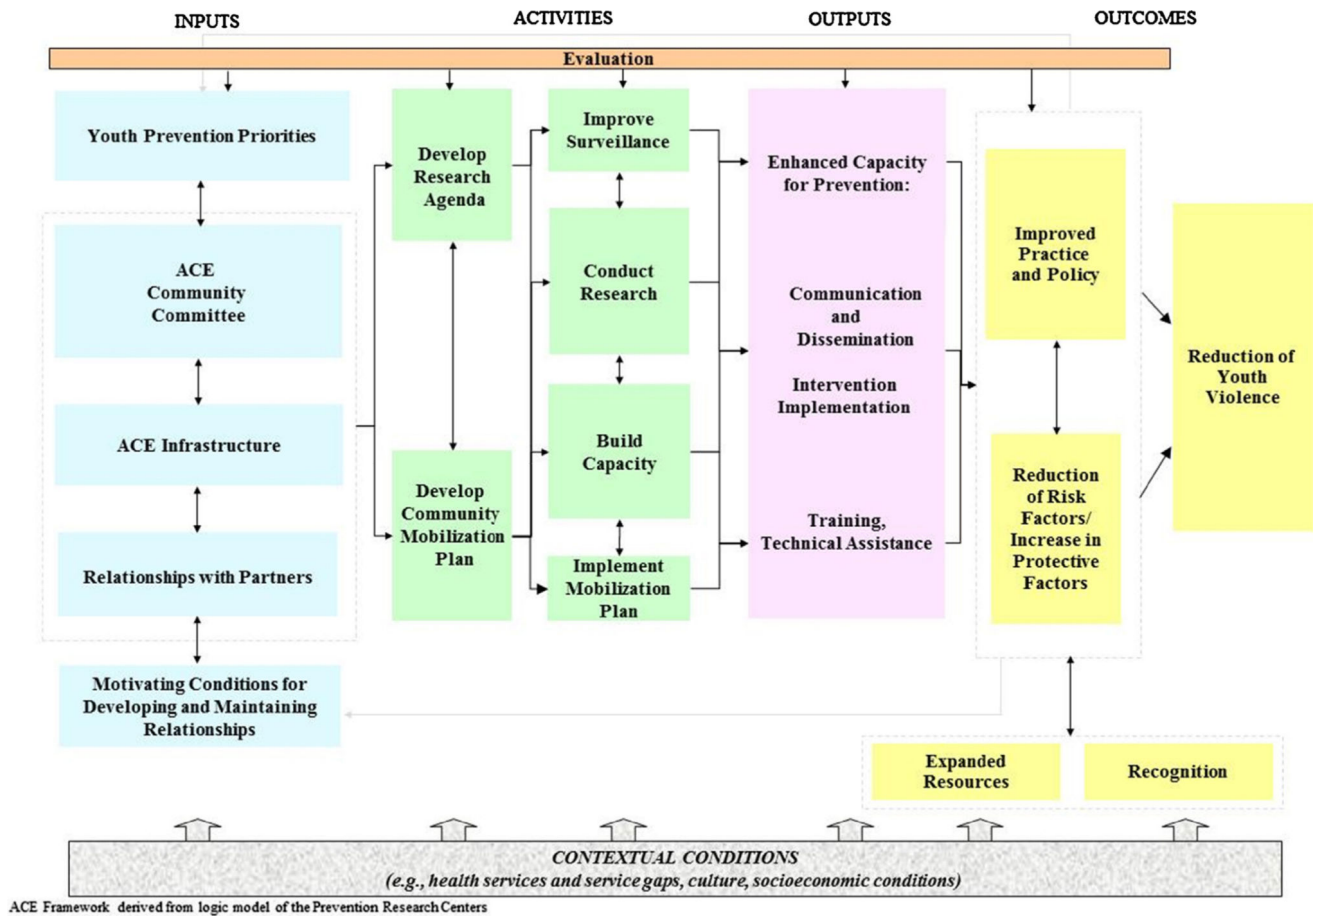 INPUTS
ACTIVITIES
OUTPUTS
OUTCOMES
Evaluation
Youth Prevention Priorities
ACE
Community
Committee
ACE Infrastructure
Relationships with Partners
Motivating Conditions for
Developing and Maintaining
Relationships
Develop
Research
Agenda
Develop
Community
Mobilization
Plan
Improve
Surveillance
Conduct
Research
Build
Capacity
Implement
Mobilization
Plan
Enhanced Capacity
for Prevention:
Communication
and
Dissemination
Intervention
Implementation
Training,
Technical Assistance
Improved
Practice
and Policy
Reduction
of Risk
Factors/
Increase in
Protective
Factors
Reduction of
Youth
Violence
Expanded
Resources
Recognition
CONTEXTUAL CONDITIONS
(e.g., health services and service gaps, culture, socioeconomic conditions)
ACE Framework derived from logic model of the Prevention Research Centers